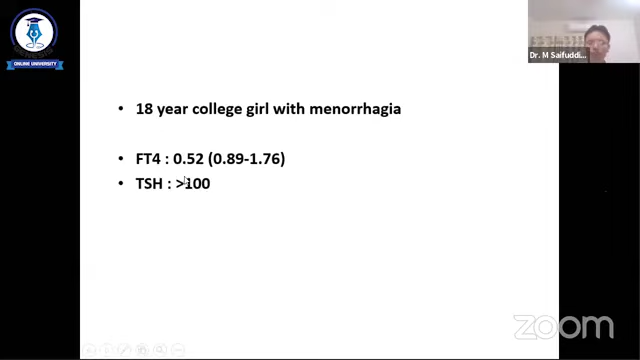 ONLINE UNIVERSITY
Dr. M Saifuddi...
• 18 year college girl with menorrhagia
• FT4 : 0.52 (0.89-1.76)
• TSH : >100
zoom